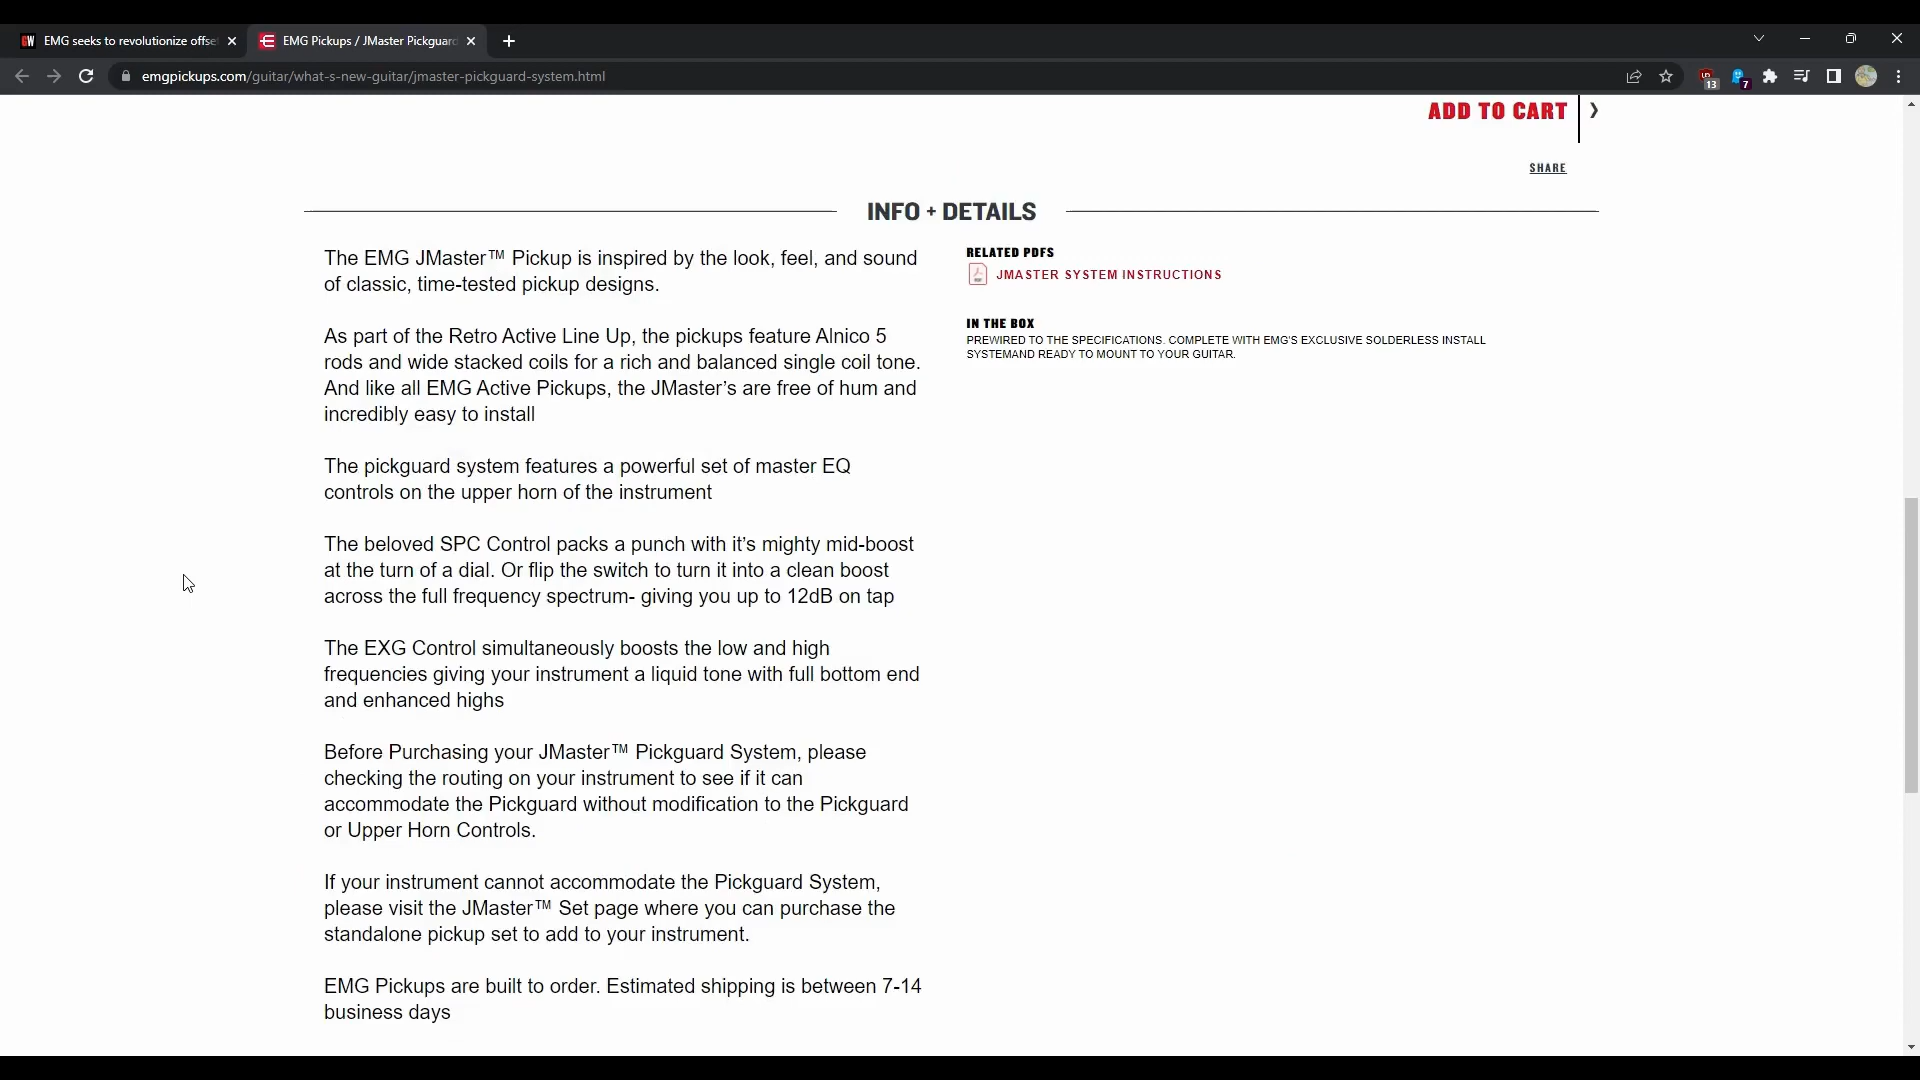 EMG seeks to revolutionize offse
EMG Pickups / JMaster Pickguard
emgpickups.com/guitar/what-s-new-guitar/jmaster-pickguard-system.html
13
7
ADD TO CART
SHARE
INFO + DETAILS
The EMG JMaster™ Pickup is inspired by the look, feel, and sound
of classic, time-tested pickup designs.
As part of the Retro Active Line Up, the pickups feature Alnico 5
rods and wide stacked coils for a rich and balanced single coil tone.
And like all EMG Active Pickups, the JMaster’s are free of hum and
incredibly easy to install
The pickguard system features a powerful set of master EQ
controls on the upper horn of the instrument
The beloved SPC Control packs a punch with it’s mighty mid-boost
at the turn of a dial. Or flip the switch to turn it into a clean boost
across the full frequency spectrum- giving you up to 12dB on tap
The EXG Control simultaneously boosts the low and high
frequencies giving your instrument a liquid tone with full bottom end
and enhanced highs
Before Purchasing your JMaster™ Pickguard System, please
checking the routing on your instrument to see if it can
accommodate the Pickguard without modification to the Pickguard
or Upper Horn Controls.
If your instrument cannot accommodate the Pickguard System,
please visit the JMaster™ Set page where you can purchase the
standalone pickup set to add to your instrument.
EMG Pickups are built to order. Estimated shipping is between 7-14
business days
RELATED PDFS
JMASTER SYSTEM INSTRUCTIONS
IN THE BOX
PREWIRED TO THE SPECIFICATIONS. COMPLETE WITH EMG'S EXCLUSIVE SOLDERLESS INSTALL
SYSTEMAND READY TO MOUNT TO YOUR GUITAR.